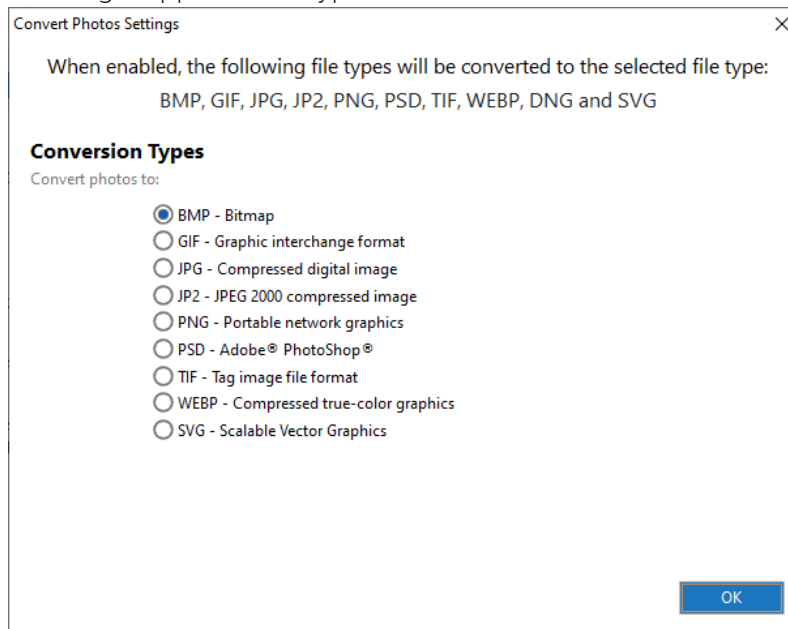 Convert Photos Settings
When enabled, the following file types will be converted to the selected file type:
BMP, GIF, JPG, JP2, PNG, PSD, TIF, WEBP, DNG and SVG
Conversion Types
Convert photos to:
BMP - Bitmap
GIF - Graphic interchange format
JPG - Compressed digital image
JP2 - JPEG 2000 compressed image
PNG - Portable network graphics
PSD - Adobe® PhotoShop®
TIF - Tag image file format
WEBP - Compressed true-color graphics
SVG - Scalable Vector Graphics
OK